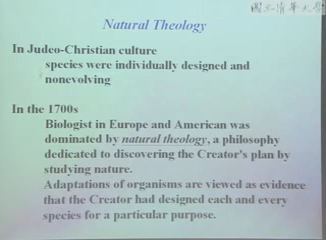 國立清華大學
Natural Theology
In Judeo-Christian culture
species were individually designed and
nonevolving
In the 1700s
Biologist in Europe and American was
dominated by natural theology, a philosophy
dedicated to discovering the Creator's plan by
studying nature.
Adaptations of organisms are viewed as evidence
that the Creator had designed each and every
species for a particular purpose.